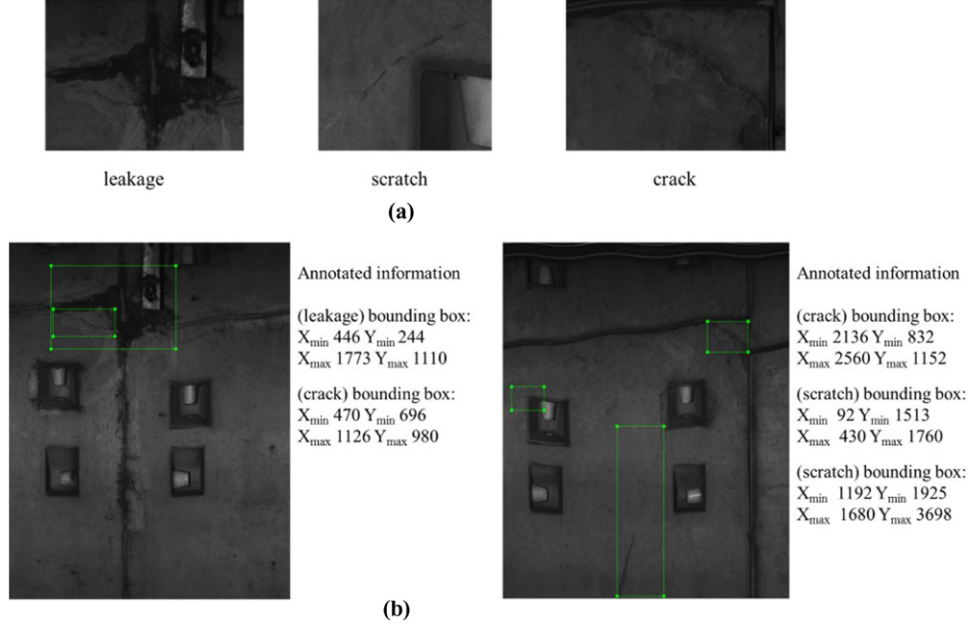 leakage
scratch
crack
(a)
Annotated information
(leakage) bounding box:
Xmin 446 Ymin 244
Xmax 1773 Ymax 1110
(crack) bounding box:
Xmin 470 Ymin 696
Xmax 1126 Ymax 980
Annotated information
(crack) bounding box:
Xmin 2136 Ymin 832
Xmax 2560 Ymax 1152
(scratch) bounding box:
Xmin 92 Ymin 1513
Xmax 430 Ymax 1760
(scratch) bounding box:
Xmin 1192 Ymin 1925
Xmax 1680 Ymax 3698
(b)